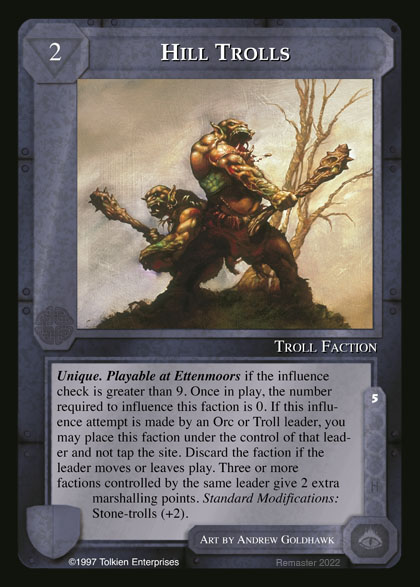 2
HILL TROLLS
TROLL FACTION
Unique. Playable at Ettenmoors if the influence
check is greater than 9. Once in play, the number
required to influence this faction is 0. If this influ-
ence attempt is made by an Orc or Troll leader, you
may place this faction under the control of that lead-
er and not tap the site. Discard the faction if the
leader moves or leaves play. Three or more
factions controlled by the same leader give 2 extra
marshalling points. Standard Modifications:
Stone-trolls (+2).
5
H
ART BY ANDREW GOLDHAWK
©1997 Tolkien Enterprises
Remaster 2022